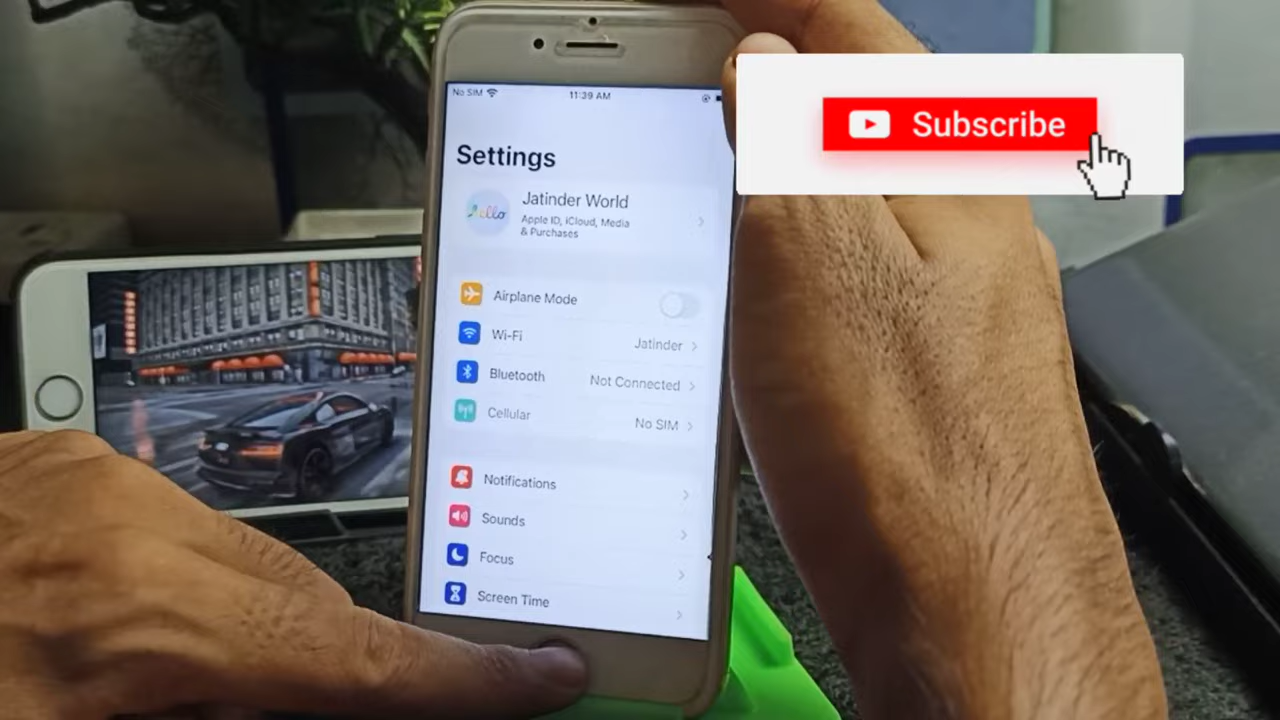 No SIM
11:39 AM
Settings
hello
Jatinder World
Apple ID, iCloud, Media
& Purchases
Airplane Mode
Wi-Fi
Jatinder
Bluetooth
Not Connected
Cellular
No SIM
Notifications
Sounds
Focus
Screen Time
Subscribe